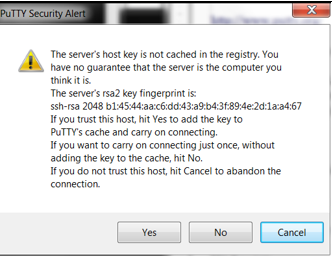 PuTTY Security Alert
The server's host key is not cached in the registry. You
have no guarantee that the server is the computer you
think it is.
The server's rsa2 key fingerprint is:
ssh-rsa 2048 b1:45:44:aa:c6:dd:43:a9:b4:3f:89:4e:2d:1a:a4:67
If you trust this host, hit Yes to add the key to
PuTTY's cache and carry on connecting.
If you want to carry on connecting just once, without
adding the key to the cache, hit No.
If you do not trust this host, hit Cancel to abandon the
connection.
Yes No Cancel